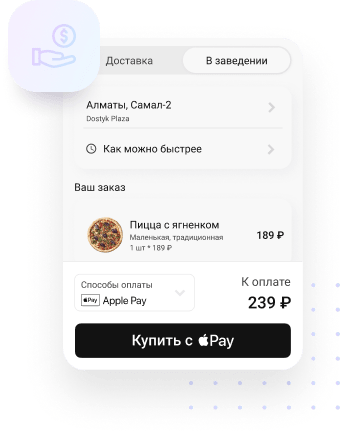 Доставка
В заведении
Алматы, Самал-2
Dostyk Plaza
Как можно быстрее
Ваш заказ
Пицца с ягненком
Маленькая, традиционная
1 шт * 189 ₽
189 ₽
Способы оплаты
Pay Apple Pay
К оплате
239 ₽
Купить с Pay